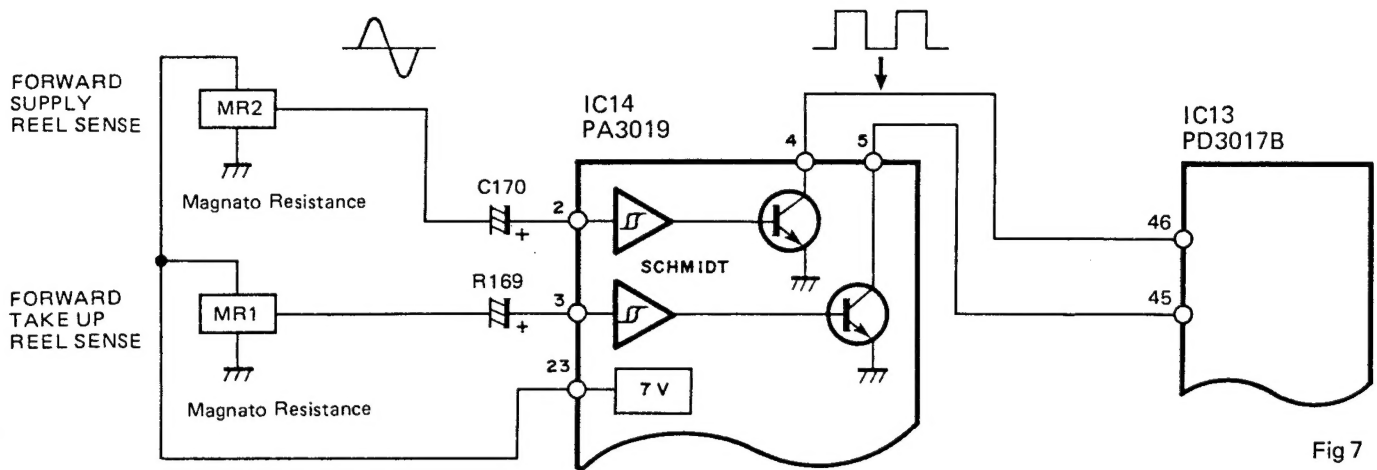 FORWARD
SUPPLY
REEL SENSE
MR2
Magnato Resistance
C170
+
2
IC14
PA3019
4
5
SCHMIDT
IC13
PD3017B
46
45
FORWARD
TAKE UP
REEL SENSE
MR1
Magnato Resistance
R169
+
3
23
7 V
Fig 7